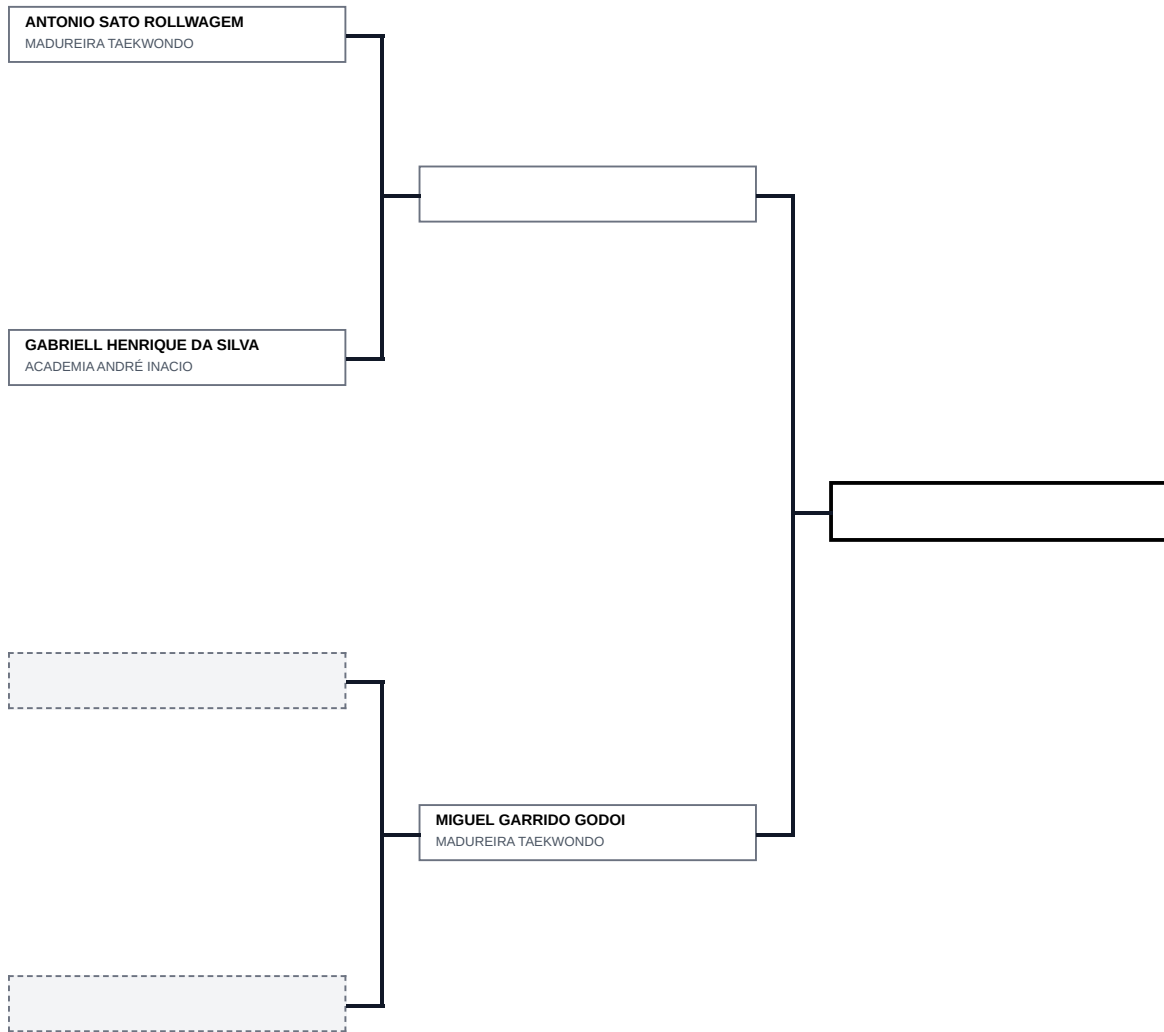 ANTONIO SATO ROLLWAGEM
MADUREIRA TAEKWONDO
GABRIELL HENRIQUE DA SILVA
ACADEMIA ANDRÉ INACIO
MIGUEL GARRIDO GODOI
MADUREIRA TAEKWONDO